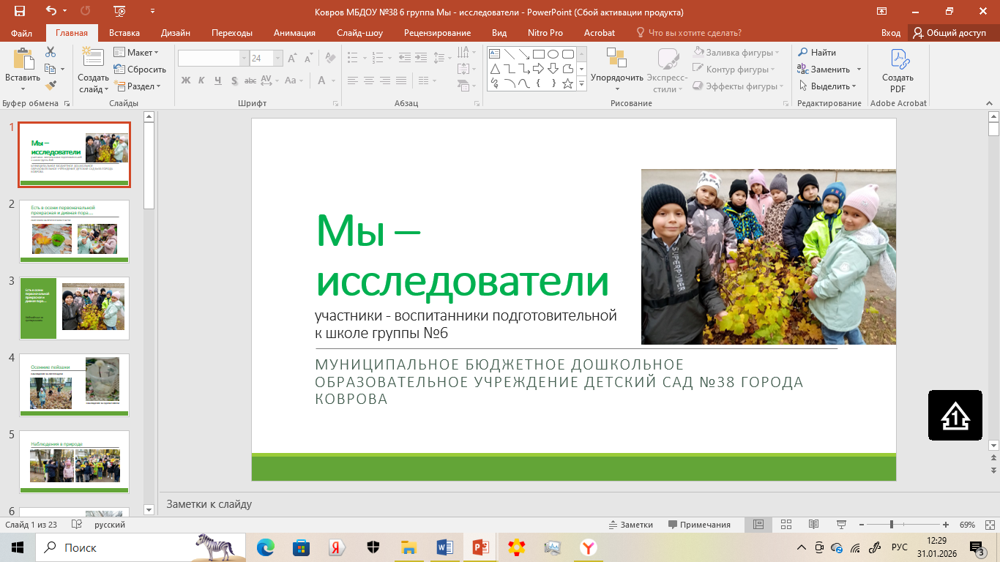 Ковров МБДОУ №38 6 группа Мы - исследователи - PowerPoint (Сбой активации продукта)
Файл Главная Вставка Дизайн Переходы Анимация Слайд-шоу Рецензирование Вид Nitro Pro Acrobat Что вы хотите сделать? Вход Общий доступ
Вставить
Создать слайд
Макет
Сбросить
Раздел
24
Ж К Ч S abc AV Aa А
Упорядочить
Экспресс-стили
Заливка фигуры
Контур фигуры
Эффекты фигуры
Найти
Заменить
Выделить
Создать PDF
Буфер обмена Слайды Шрифт Абзац Рисование Редактирование Adobe Acrobat
1
Мы –
исследователи
2
Есть в осени первоначальной
прекрасная и дивная пора....
3
Есть в осени
первоначальной
прекрасная и
дивная пора....
4
Осенние пейзажи
5
Наблюдения в природе
6
Мы –
исследователи
участники - воспитанники подготовительной
к школе группы №6
МУНИЦИПАЛЬНОЕ БЮДЖЕТНОЕ ДОШКОЛЬНОЕ
ОБРАЗОВАТЕЛЬНОЕ УЧРЕЖДЕНИЕ ДЕТСКИЙ САД №38 ГОРОДА
КОВРОВА
SUPERPOWER
1
Заметки к слайду
Слайд 1 из 23 русский Заметки Примечания 69%
Поиск
РУС
12:29
31.01.2026
3